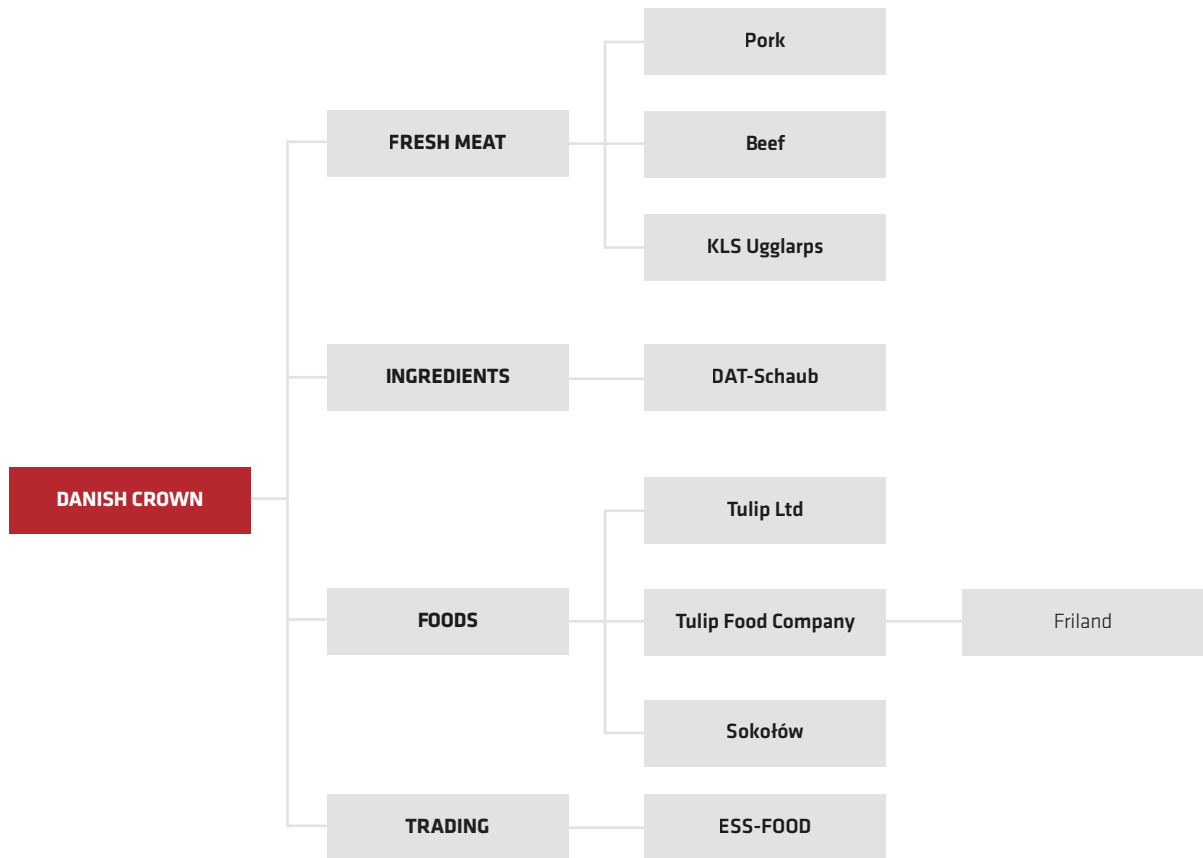 Pork
FRESH MEAT
Beef
KLS Ugglarps
INGREDIENTS
DAT-Schaub
DANISH CROWN
Tulip Ltd
FOODS
Tulip Food Company
Friland
Sokołów
TRADING
ESS-FOOD